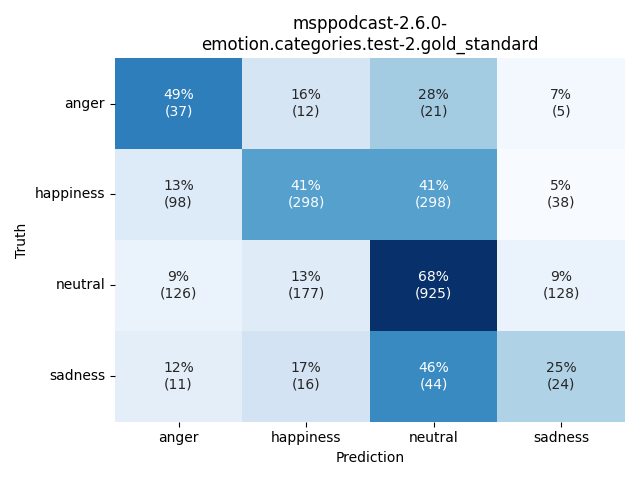 msppodcast-2.6.0-
emotion.categories.test-2.gold_standard
Truth
anger
49%
(37)
16%
(12)
28%
(21)
7%
(5)
happiness
13%
(98)
41%
(298)
41%
(298)
5%
(38)
neutral
9%
(126)
13%
(177)
68%
(925)
9%
(128)
sadness
12%
(11)
17%
(16)
46%
(44)
25%
(24)
anger
happiness
neutral
sadness
Prediction